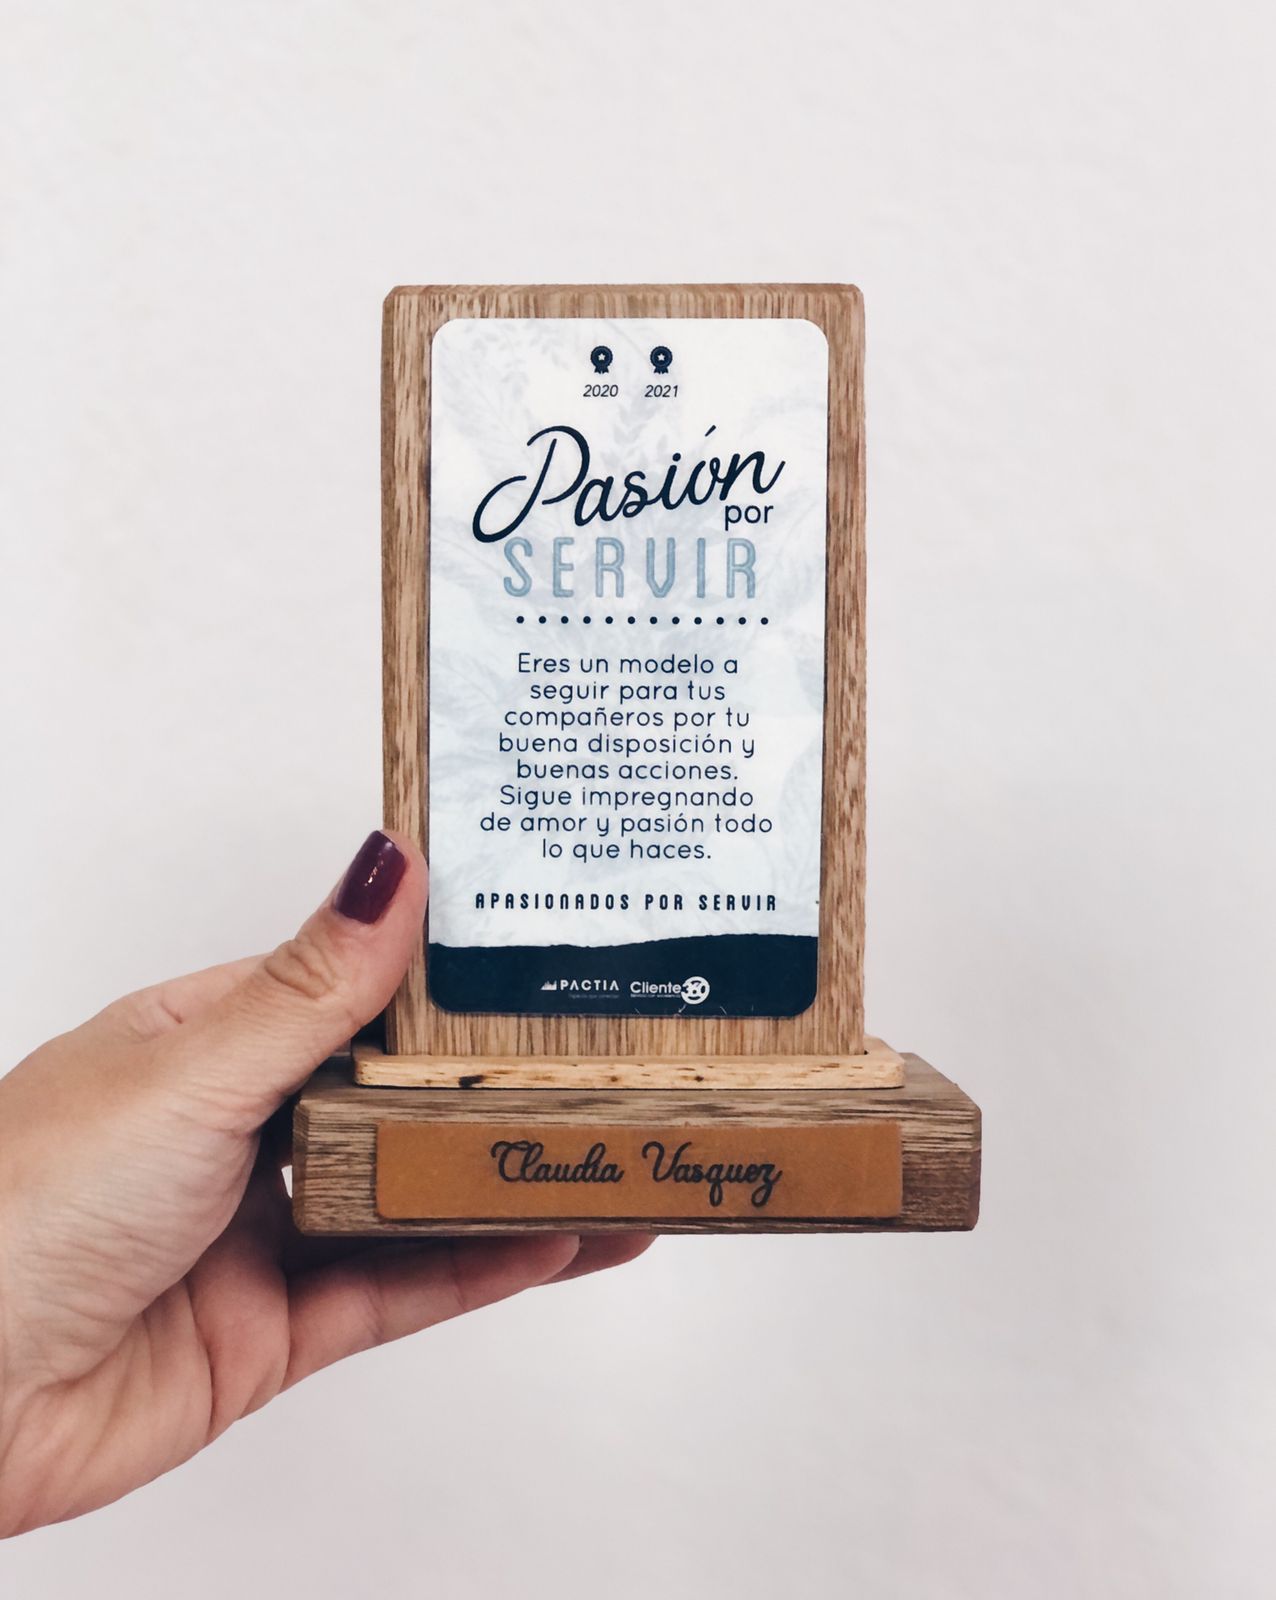 2020 2021
Pasión
por
SERVIR
Eres un modelo a
seguir para tus
compañeros por tu
buena disposición y
buenas acciones.
Sigue impregnando
de amor y pasión todo
lo que haces.
APASIONADOS POR SERVIR
PACTIA Cliente 360
Claudia Vasquez